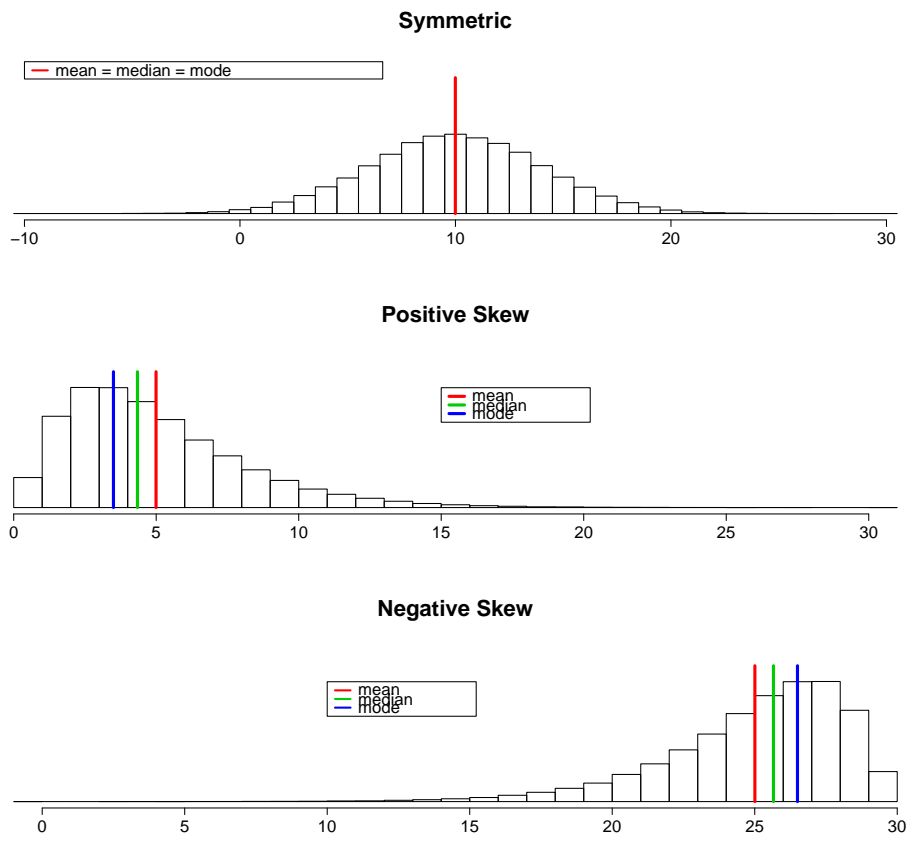 Symmetric
mean = median = mode
−10 0 10 20 30
Positive Skew
mean
median
mode
0 5 10 15 20 25 30
Negative Skew
mean
median
mode
0 5 10 15 20 25 30